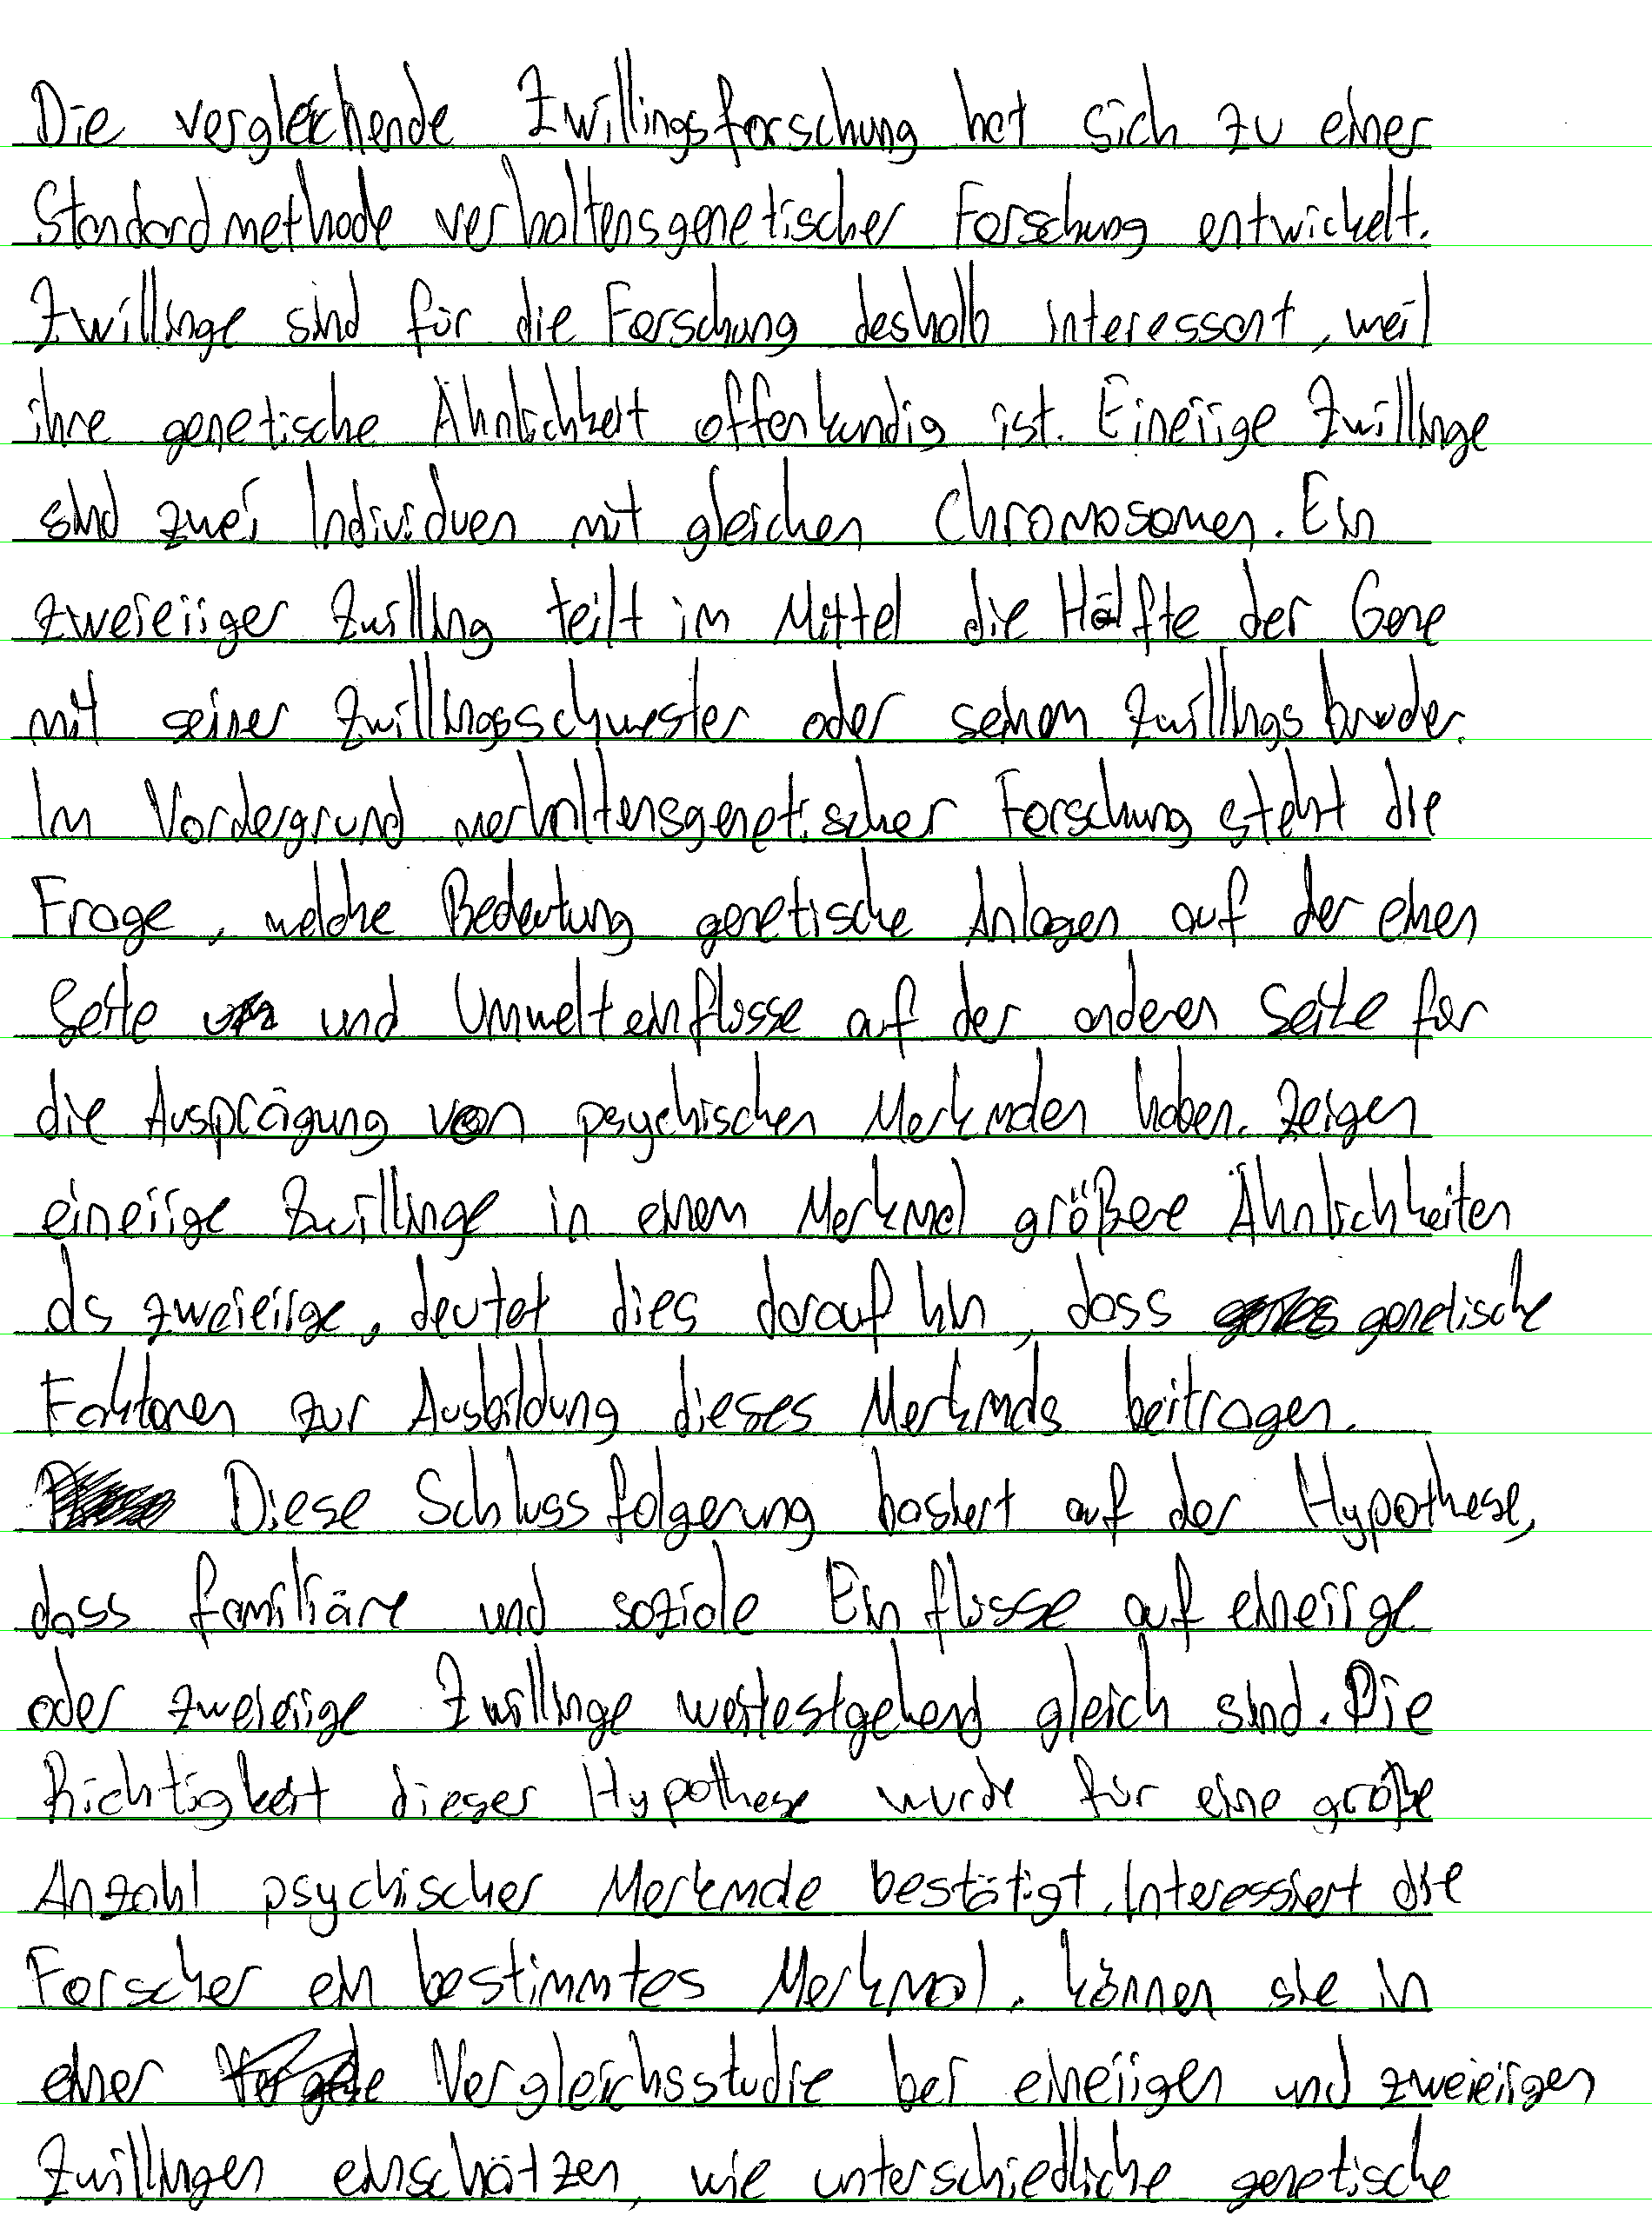 Die vergleichende Zwillingsforschung hat sich zu einer
Standardmethode verhaltensgenetischer Forschung entwickelt.
Zwillinge sind für die Forschung deshalb interessant, weil
ihre genetische Ähnlichkeit offenkundig ist. Eineiige Zwillinge
sind zwei Individuen mit gleichen Chromosomen. Ein
zweieiiger Zwilling teilt im Mittel die Hälfte der Gene
mit seiner Zwillingsschwester oder seinem Zwillingsbruder.
Im Vordergrund verhaltensgenetischer Forschung steht die
Frage, welche Bedeutung genetische Anlagen auf der einen
Seite und Umwelteinflüsse auf der anderen Seite für
die Ausprägung von psychischen Merkmalen haben. Zeigen
eineiige Zwillinge in einem Merkmal größere Ähnlichkeiten
als zweieiige, deutet dies darauf hin, dass genetische
Faktoren zur Ausbildung dieses Merkmals beitragen.
Diese Schlussfolgerung basiert auf der Hypothese,
dass familiäre und soziale Einflüsse auf eineiige
oder zweieiige Zwillinge weitestgehend gleich sind. Die
Richtigkeit dieser Hypothese wurde für eine große
Anzahl psychischer Merkmale bestätigt. Interessiert die
Forscher ein bestimmtes Merkmal, können sie in
einer Vergleichsstudie bei eineiigen und zweieiigen
Zwillingen einschätzen, wie unterschiedliche genetische